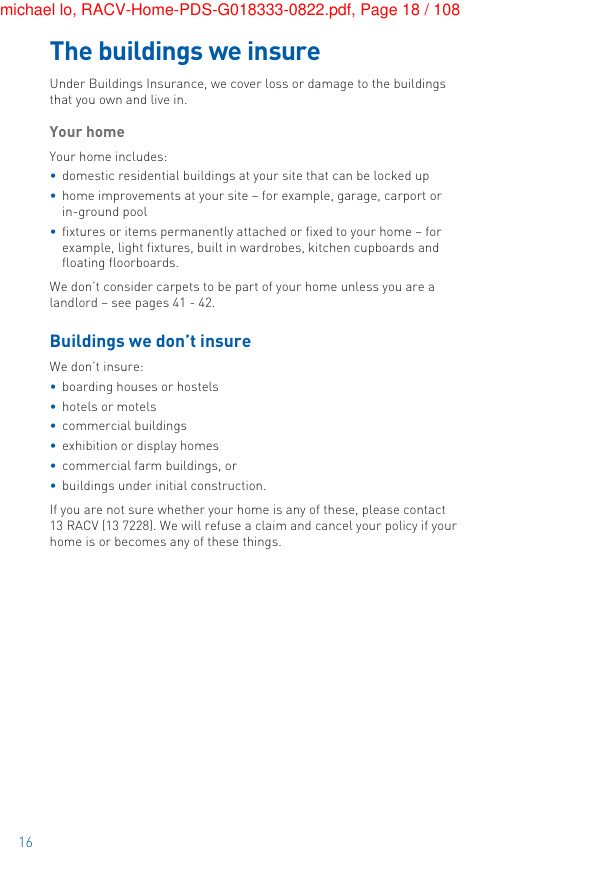 michael lo, RACV-Home-PDS-G018333-0822.pdf, Page 18 / 108
The buildings we insure
Under Buildings Insurance, we cover loss or damage to the buildings
that you own and live in.
Your home
Your home includes:
• domestic residential buildings at your site that can be locked up
• home improvements at your site – for example, garage, carport or
in-ground pool
• fixtures or items permanently attached or fixed to your home – for
example, light fixtures, built in wardrobes, kitchen cupboards and
floating floorboards.
We don't consider carpets to be part of your home unless you are a
landlord – see pages 41 - 42.
Buildings we don't insure
We don't insure:
• boarding houses or hostels
• hotels or motels
• commercial buildings
• exhibition or display homes
• commercial farm buildings, or
• buildings under initial construction.
If you are not sure whether your home is any of these, please contact
13 RACV (13 7228). We will refuse a claim and cancel your policy if your
home is or becomes any of these things.
16